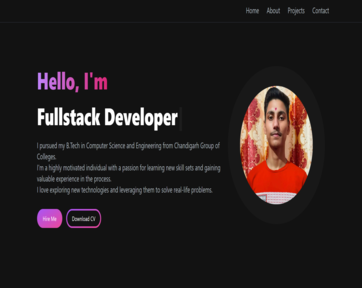 Home About Projects Contact
Hello, I'm
Fullstack Developer
I pursued my B.Tech in Computer Science and Engineering from Chandigarh Group of
Colleges.
I'm a highly motivated individual with a passion for learning new skill sets and gaining
valuable experience in the process.
I love exploring new technologies and leveraging them to solve real-life problems.
Hire Me Download CV